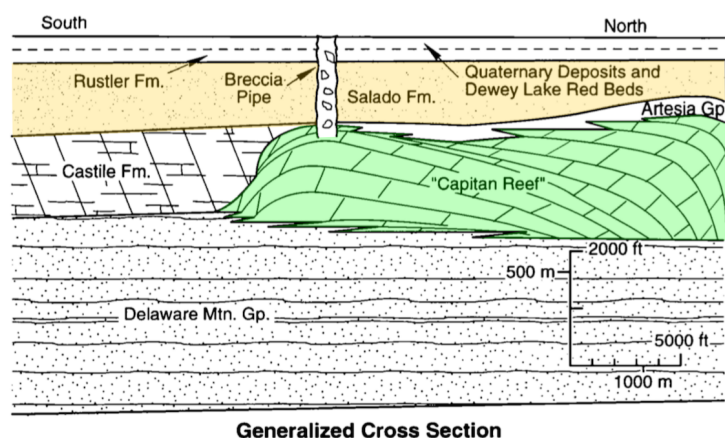 South
North
Rustler Fm.
Breccia
Pipe
Salado Fm.
Quaternary Deposits and
Dewey Lake Red Beds
Artesia Gp
Castile Fm.
"Capitan Reef"
2000 ft
500 m
Delaware Mtn. Gp.
5000 ft
1000 m
Generalized Cross Section